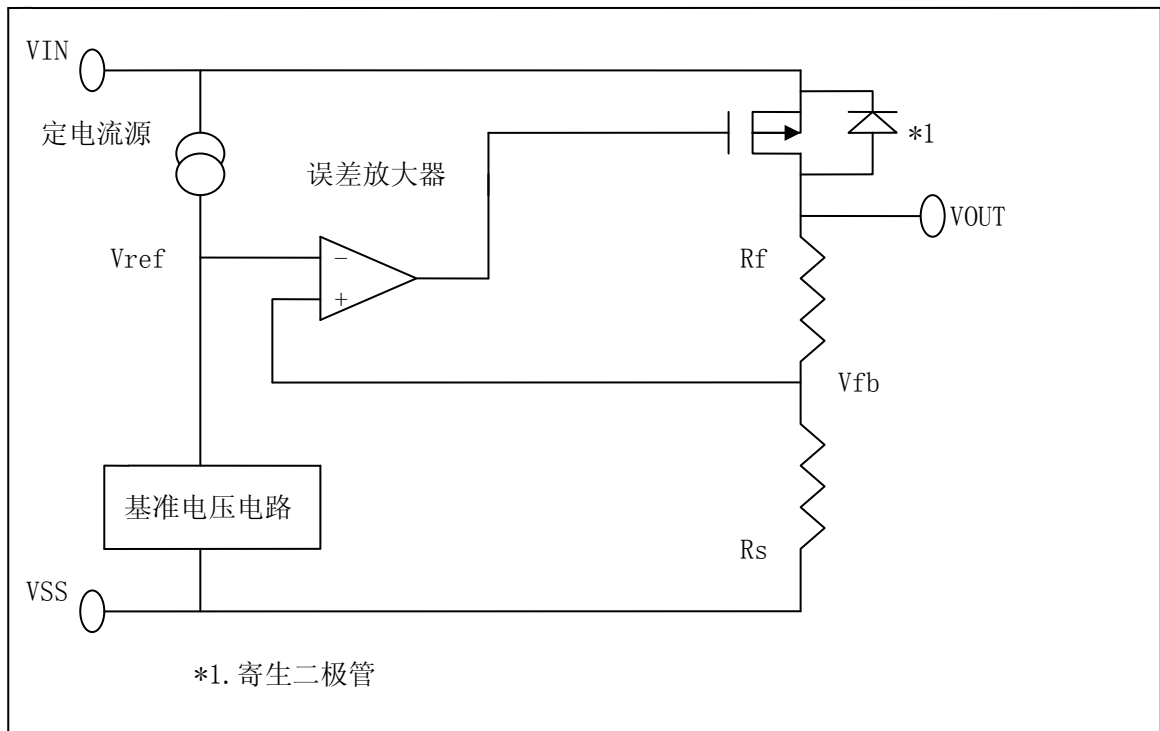 VIN
定电流源
*1
误差放大器
VOUT
Vref
−
Rf
+
Vfb
基准电压电路
Rs
VSS
*1.寄生二极管